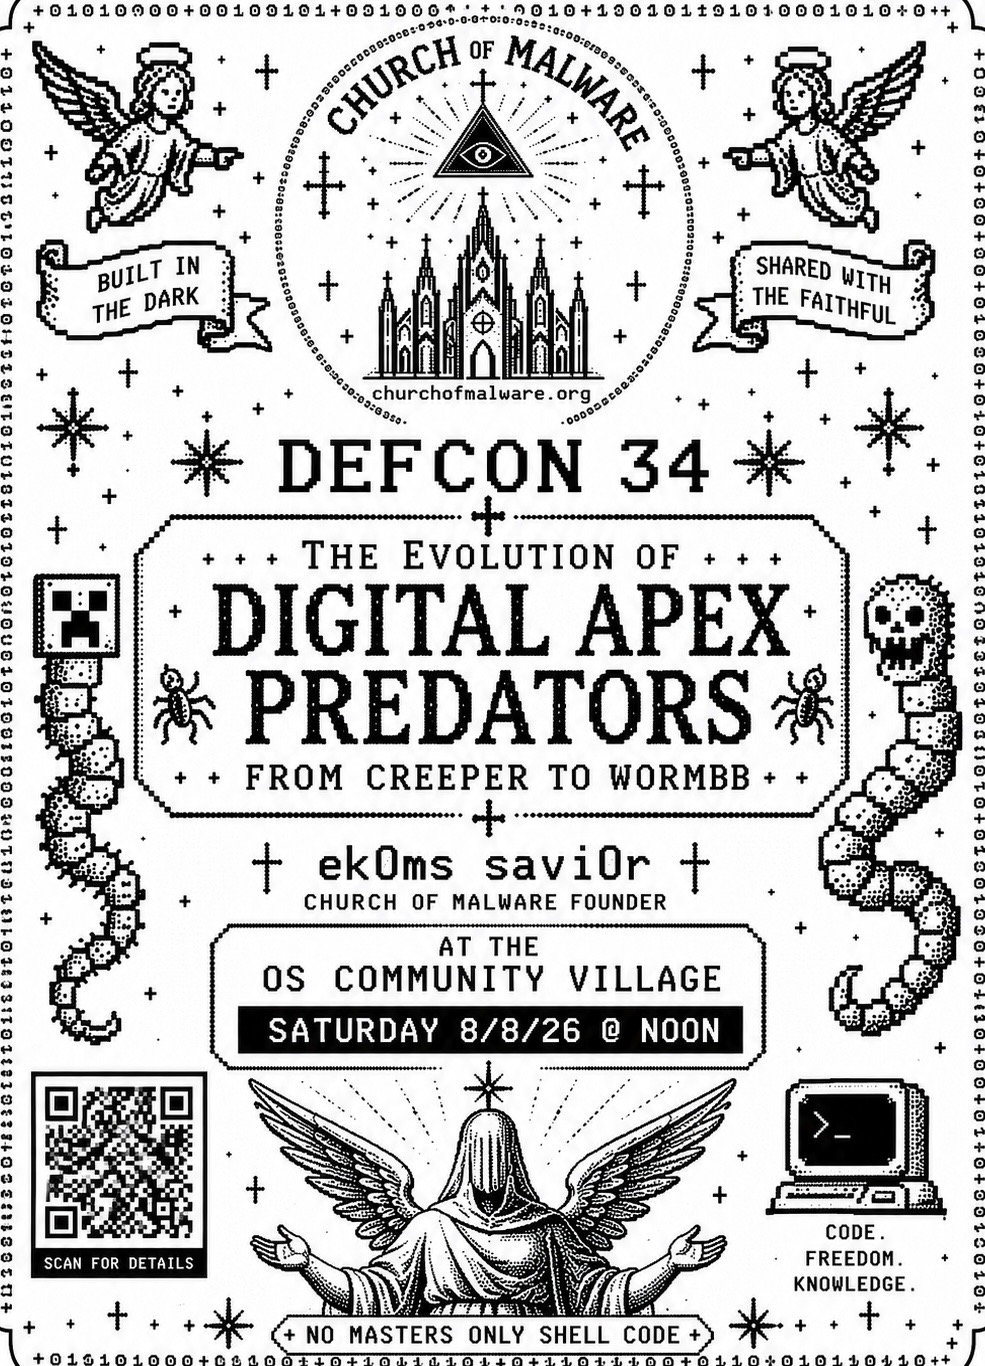 CHURCH OF MALWARE
BUILT IN
THE DARK
SHARED WITH
THE FAITHFUL
churchofmalware.org
DEFCON 34
THE EVOLUTION OF
DIGITAL APEX
PREDATORS
FROM CREEPER TO WORMBB
ek0ms savi0r
CHURCH OF MALWARE FOUNDER
AT THE
OS COMMUNITY VILLAGE
SATURDAY 8/8/26 @ NOON
>_
SCAN FOR DETAILS
CODE.
FREEDOM.
KNOWLEDGE.
NO MASTERS ONLY SHELL CODE